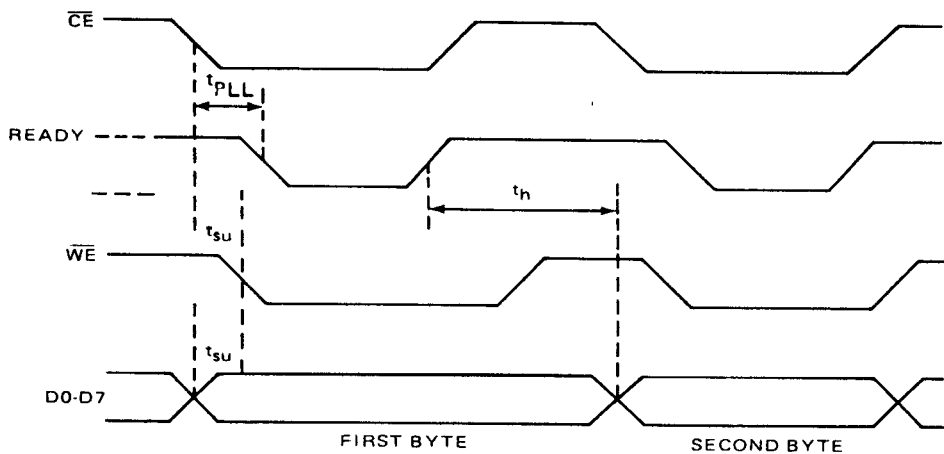 CE
tPLL
READY
th
tsu
WE
tsu
D0-D7
FIRST BYTE
SECOND BYTE